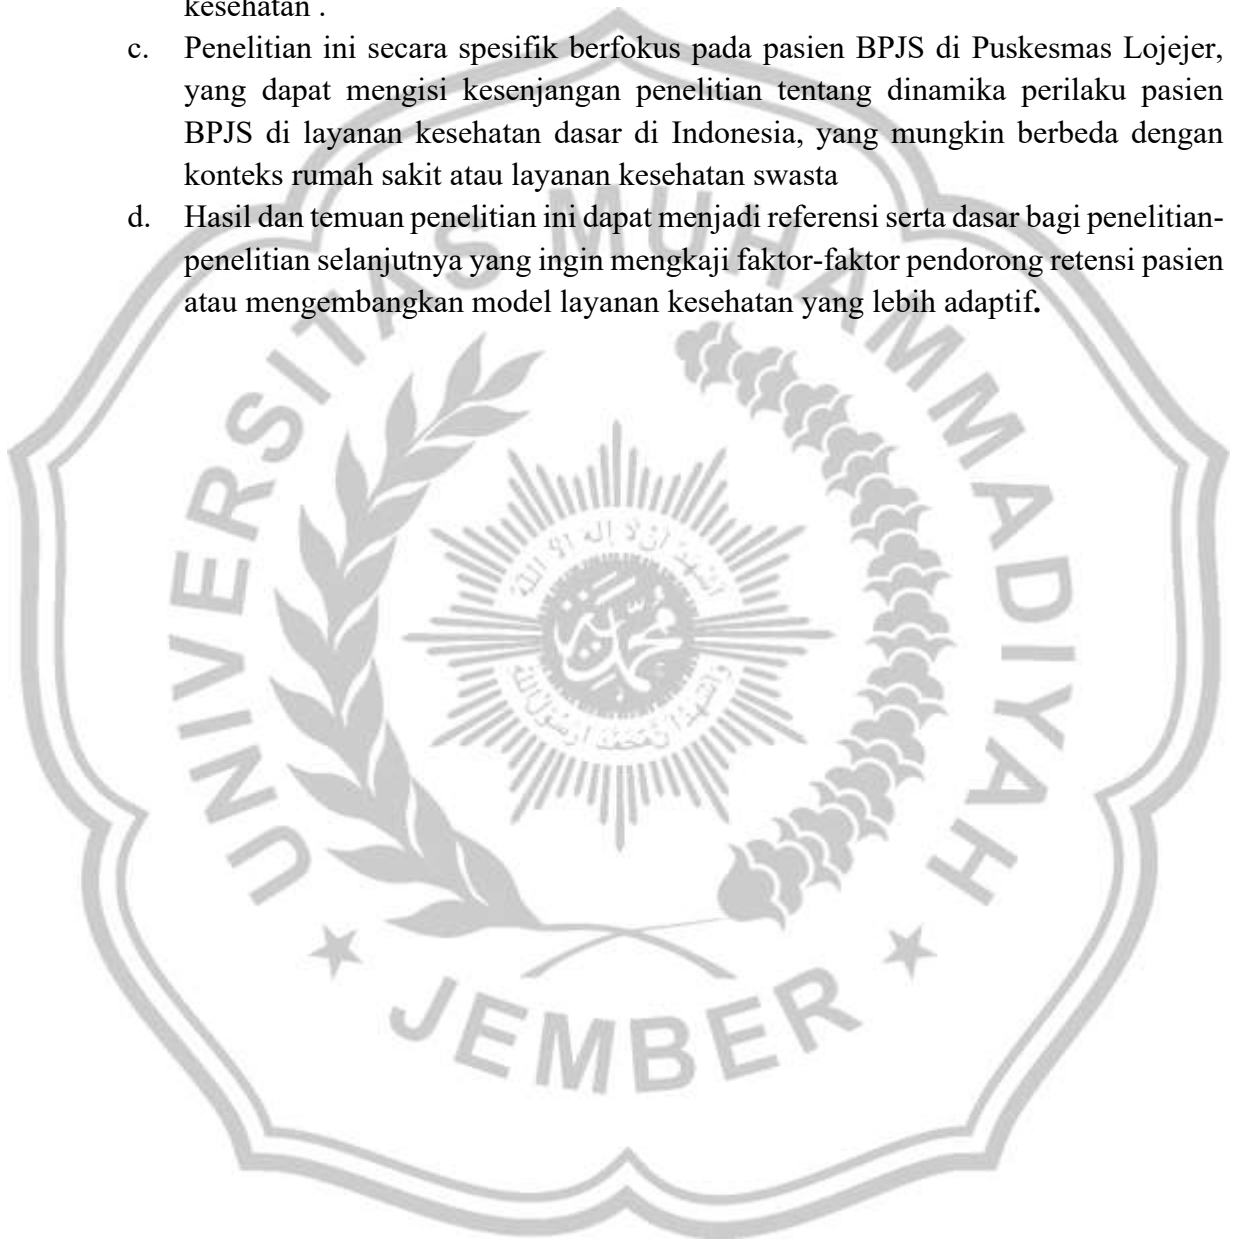 kesehatan .
c. Penelitian ini secara spesifik berfokus pada pasien BPJS di Puskesmas Lojejer,
yang dapat mengisi kesenjangan penelitian tentang dinamika perilaku pasien
BPJS di layanan kesehatan dasar di Indonesia, yang mungkin berbeda dengan
konteks rumah sakit atau layanan kesehatan swasta
d. Hasil dan temuan penelitian ini dapat menjadi referensi serta dasar bagi penelitian-
penelitian selanjutnya yang ingin mengkaji faktor-faktor pendorong retensi pasien
atau mengembangkan model layanan kesehatan yang lebih adaptif.
UNIVERSITAS MUHAMMADIYAH
JEMBER